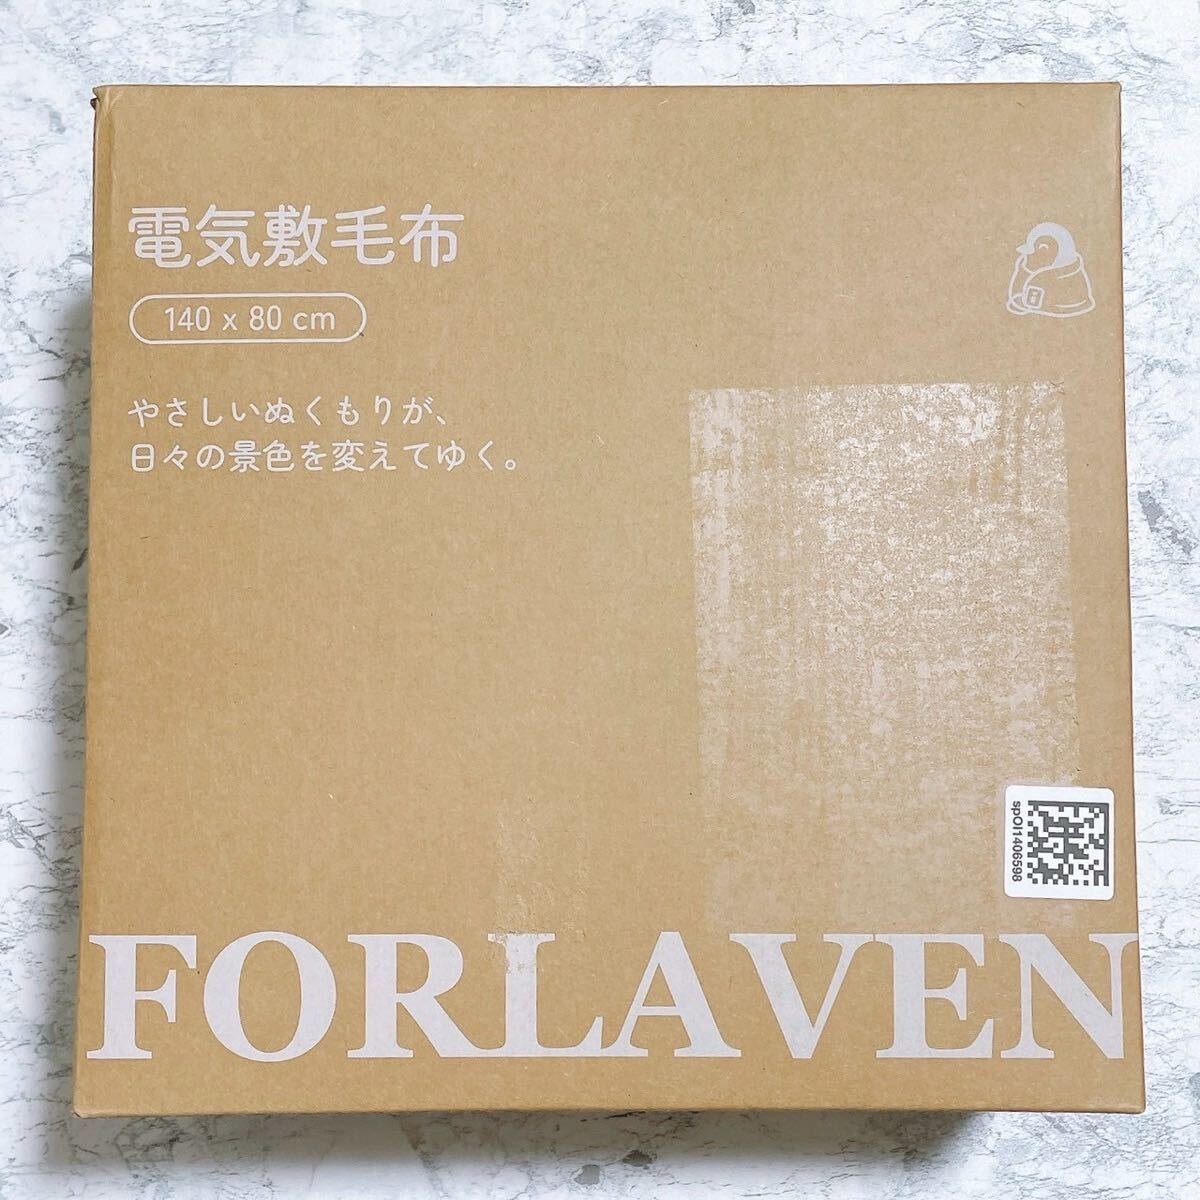 電気敷毛布
140 x 80 cm
やさしいぬくもりが、
日々の景色を変えてゆく。
spOI1406598
FORLAVEN